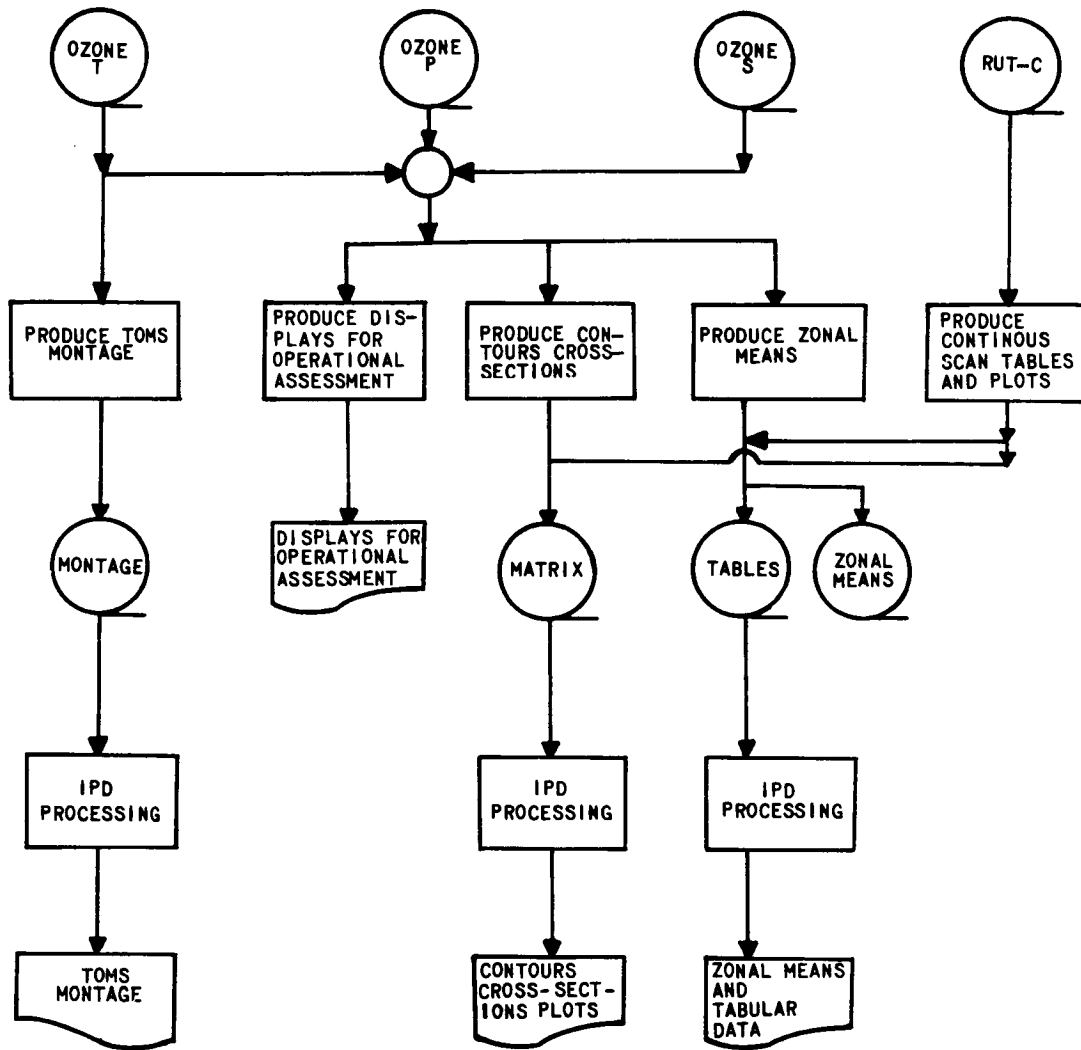 OZONE
T
OZONE
P
OZONE
S
RUT-C
PRODUCE TOMS
MONTAGE
PRODUCE DIS-
PLAYS FOR
OPERATIONAL
ASSESSMENT
PRODUCE CON-
TOURS CROSS-
SECTIONS
PRODUCE ZONAL
MEANS
PRODUCE
CONTINOUS
SCAN TABLES
AND PLOTS
MONTAGE
DISPLAYS FOR
OPERATIONAL
ASSESSMENT
MATRIX
TABLES
ZONAL
MEANS
IPD
PROCESSING
IPD
PROCESSING
IPD
PROCESSING
TOMS
MONTAGE
CONTOURS
CROSS-SECT-
IONS PLOTS
ZONAL MEANS
AND
TABULAR
DATA